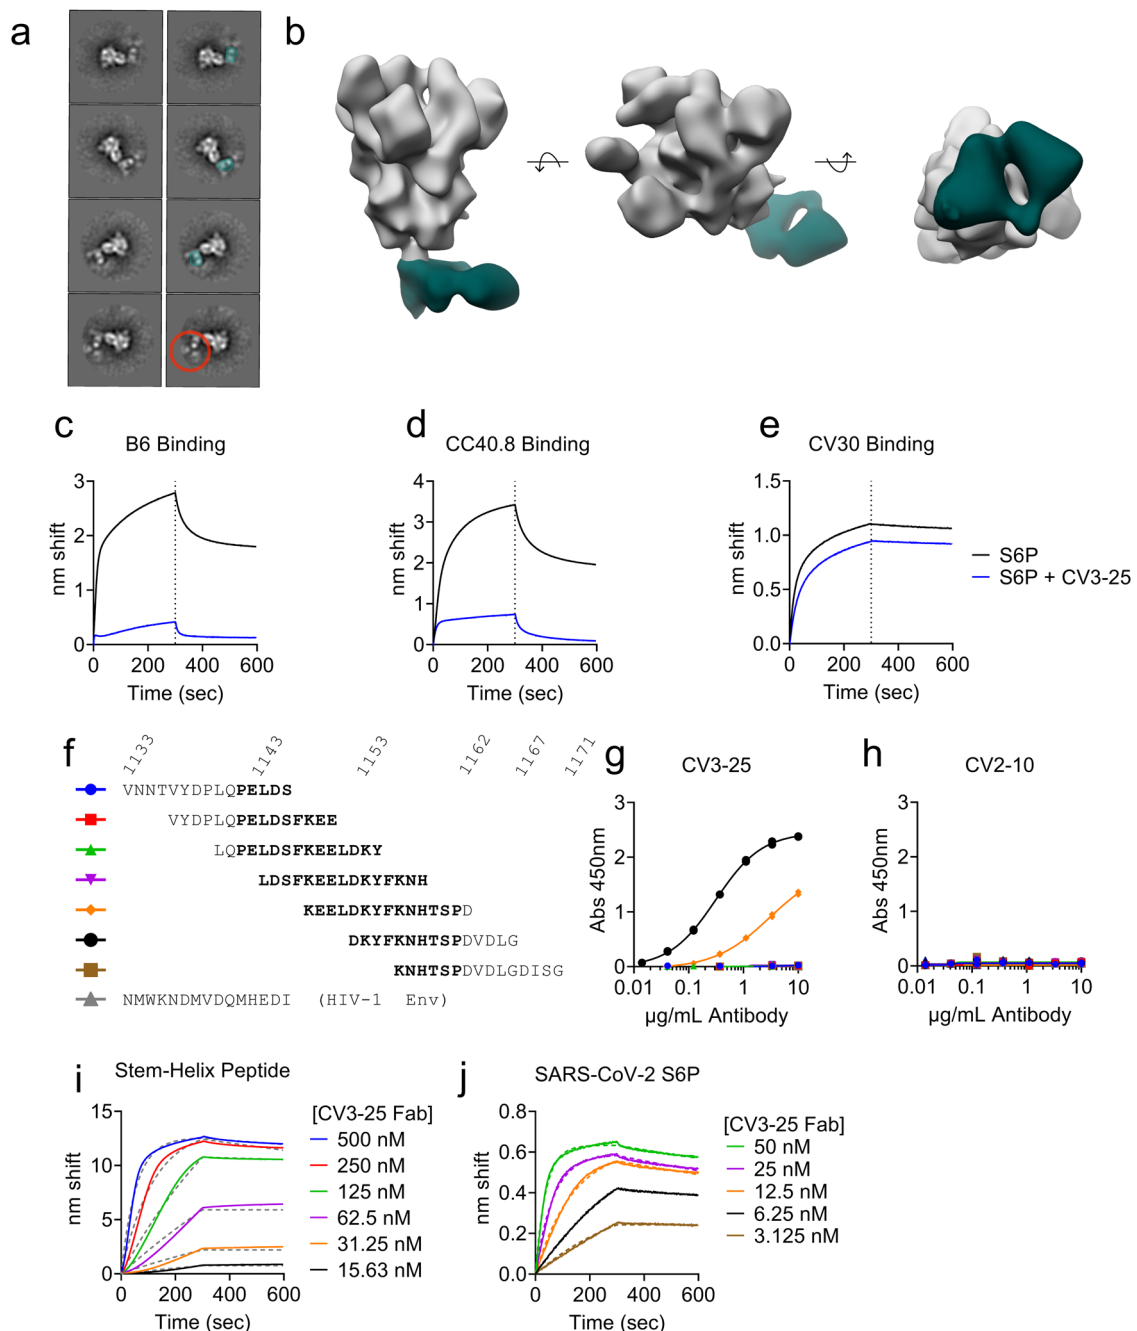 a
b
c
B6 Binding
nm shift
3
2
1
0
0 200 400 600
Time (sec)
d
CC40.8 Binding
nm shift
4
3
2
1
0
0 200 400 600
Time (sec)
e
CV30 Binding
nm shift
1.5
1.0
0.5
0.0
0 200 400 600
Time (sec)
S6P
S6P + CV3-25
f
1133 1143 1153 1162 1167 1171
VNNTVYDPLQPELDS
VYDPLQPELDSFKEE
LQPELDSFKEELDKY
LDSFKEELDKYFKNH
KEELDKYFKNHTSPD
DKYFKNHTSPDVDLG
KNHTSPDVDLGDISG
NMWKNDMVDQMHEDI (HIV-1 Env)
g
CV3-25
Abs 450nm
3
2
1
0
0.01 0.1 1 10
µg/mL Antibody
h
CV2-10
Abs 450nm
3
2
1
0
0.01 0.1 1 10
µg/mL Antibody
i
Stem-Helix Peptide
nm shift
15
10
5
0
0 200 400 600
Time (sec)
[CV3-25 Fab]
500 nM
250 nM
125 nM
62.5 nM
31.25 nM
15.63 nM
j
SARS-CoV-2 S6P
nm shift
0.8
0.6
0.4
0.2
0.0
0 200 400 600
Time (sec)
[CV3-25 Fab]
50 nM
25 nM
12.5 nM
6.25 nM
3.125 nM